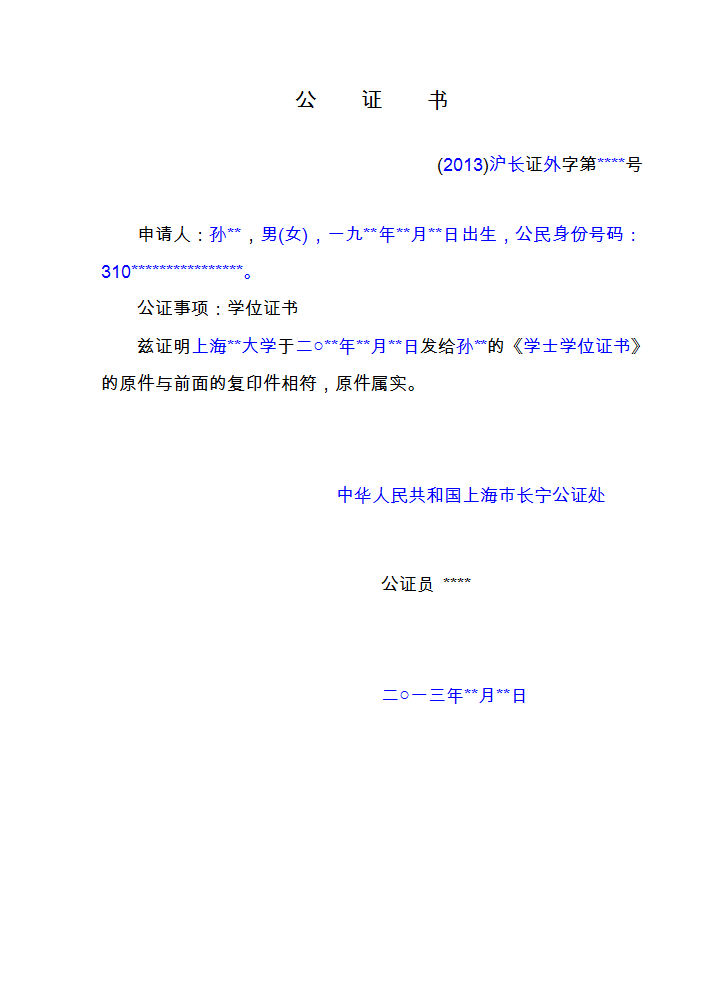 公 证 书
(2013)沪长证外字第****号
申请人：孙**，男(女)，一九**年**月**日出生，公民身份号码：
310****************。
公证事项：学位证书
兹证明上海**大学于二○**年**月**日发给孙**的《学士学位证书》
的原件与前面的复印件相符，原件属实。
中华人民共和国上海市长宁公证处
公证员 ****
二○一三年**月**日